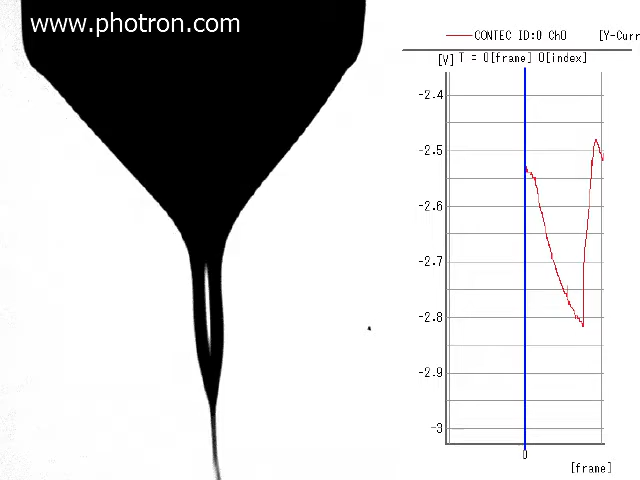 www.photron.com
CONTEC ID:0 Ch0 [Y-Curr
[V] T = 0[frame] 0[index]
-2.4
-2.5
-2.6
-2.7
-2.8
-2.9
-3
0
[frame]